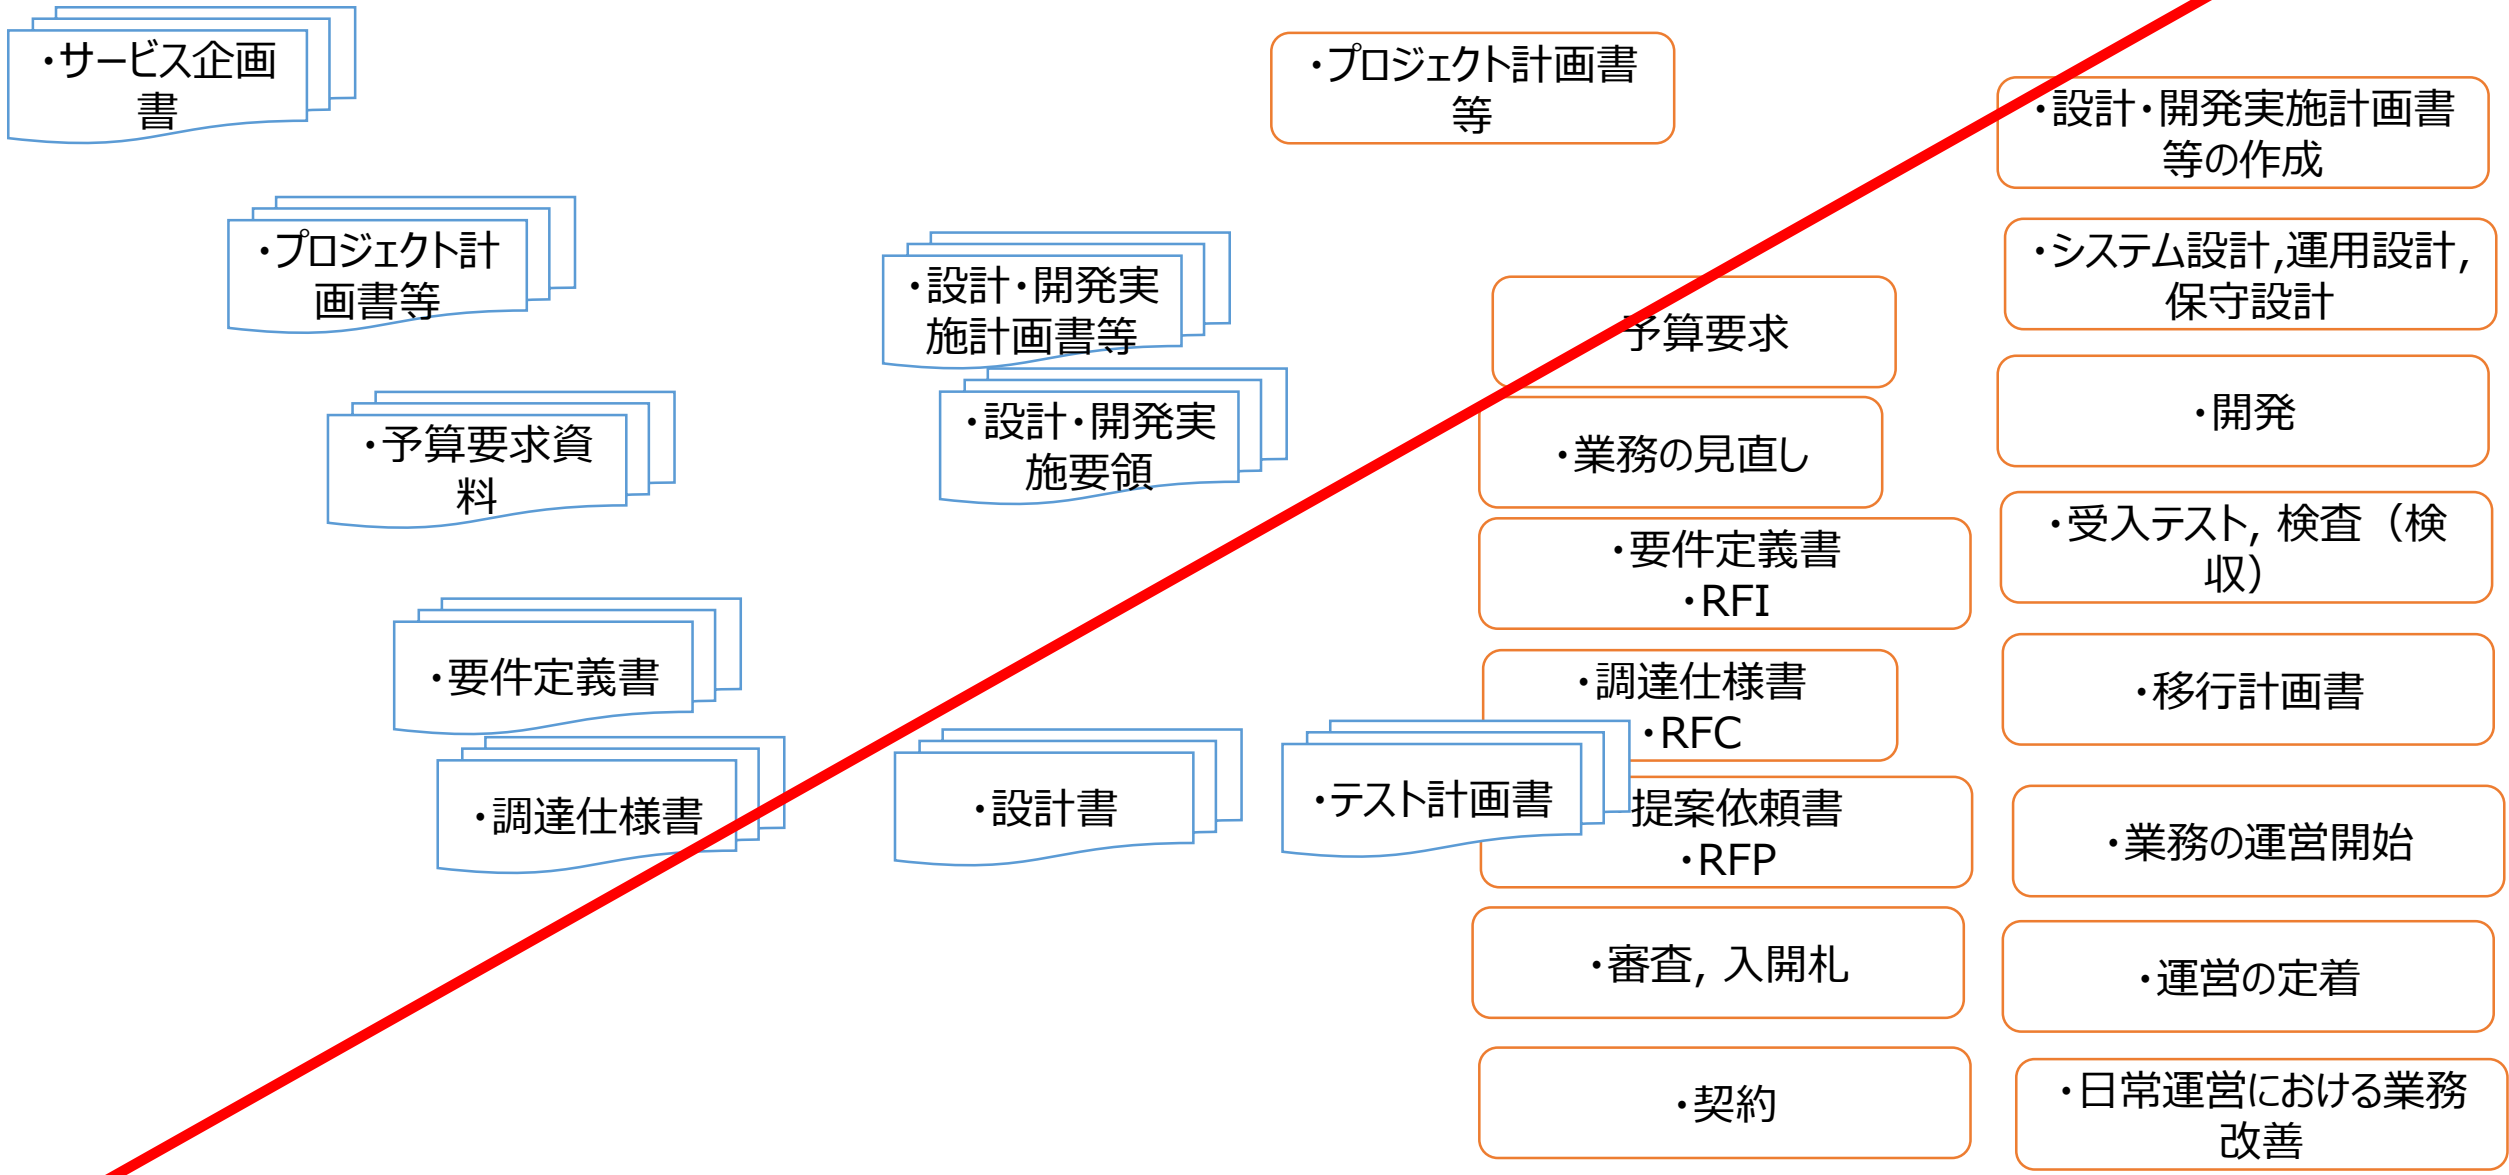 ・サービス企画
書
・プロジェクト計
画書等
・予算要求資
料
・要件定義書
・調達仕様書
・設計・開発実
施計画書等
・設計・開発実
施要領
・設計書
・テスト計画書
・プロジェクト計画書
等
予算要求
・業務の見直し
・要件定義書
・RFI
・調達仕様書
・RFC
提案依頼書
・RFP
・審査, 入開札
・契約
・設計・開発実施計画書
等の作成
・システム設計,運用設計,
保守設計
・開発
・受入テスト, 検査（検
収）
・移行計画書
・業務の運営開始
・運営の定着
・日常運営における業務
改善